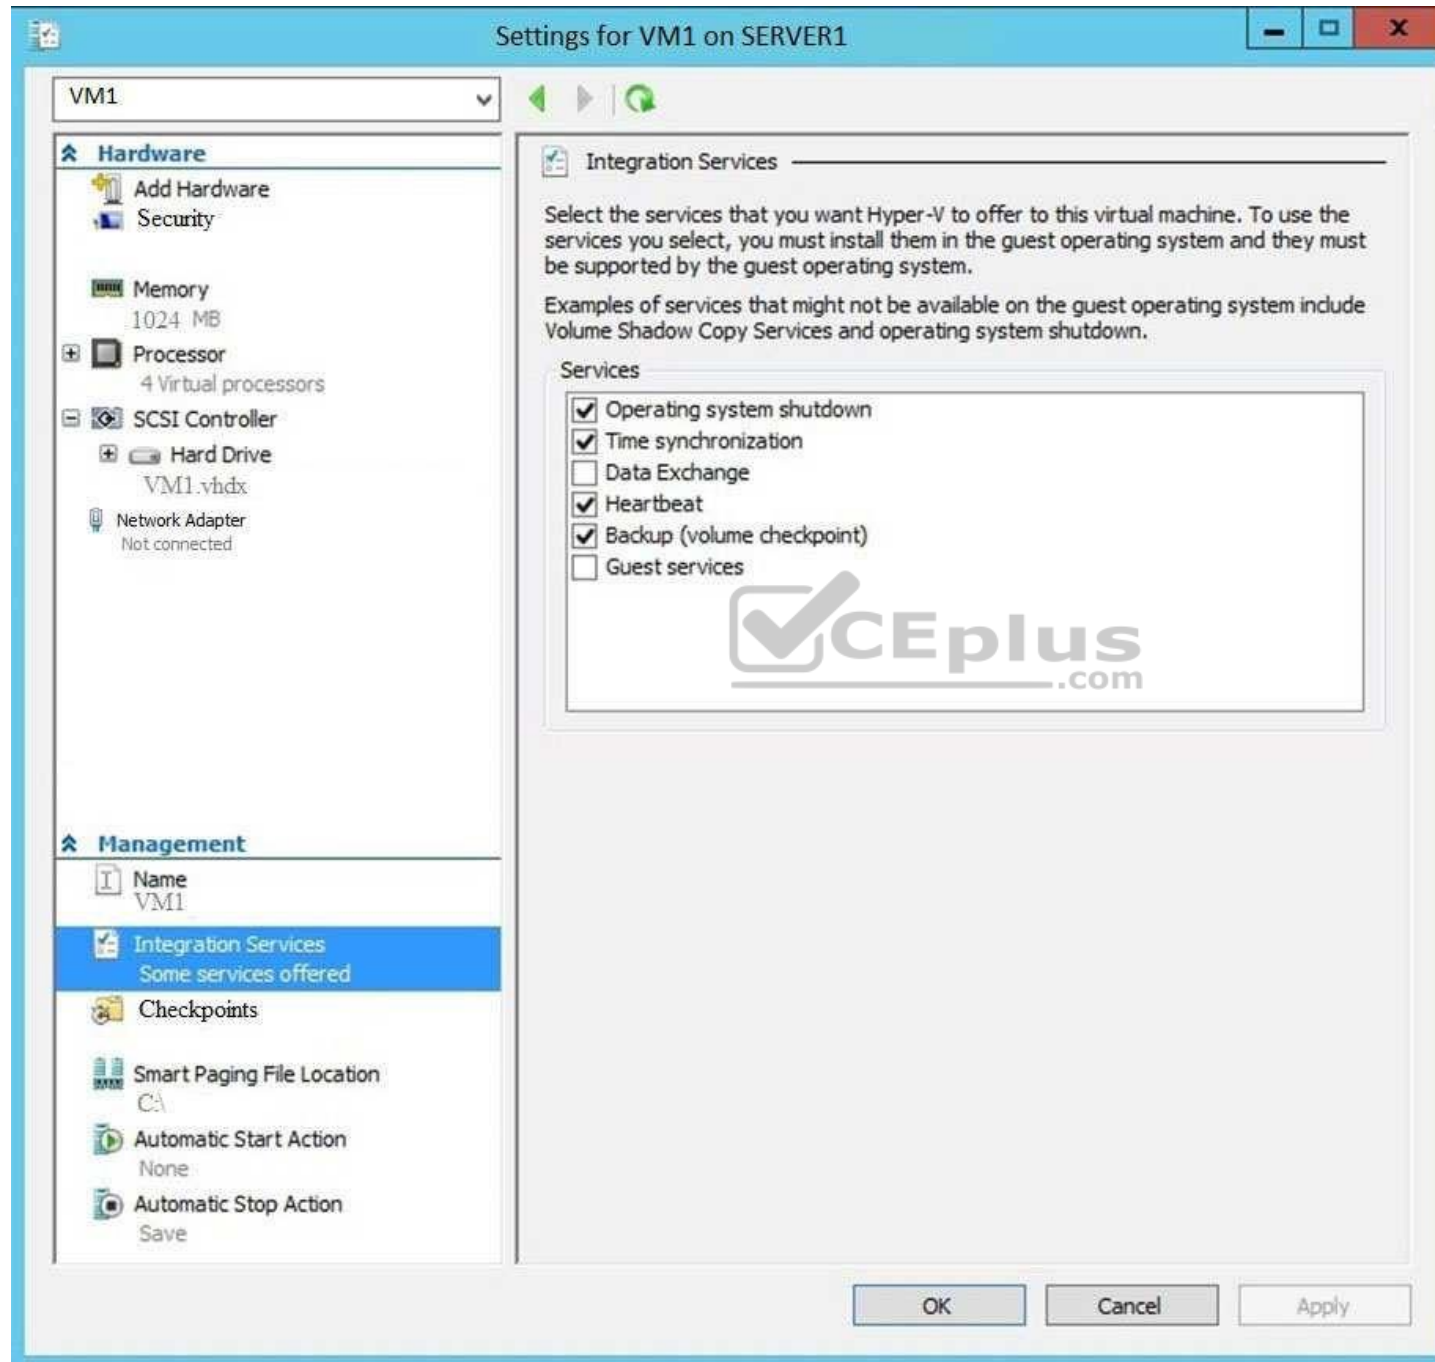 Settings for VM1 on SERVER1
VM1
Hardware
Add Hardware
Security
Memory
1024 MB
Processor
4 Virtual processors
SCSI Controller
Hard Drive
VM1.vhdx
Network Adapter
Not connected
Management
Name
VM1
Integration Services
Some services offered
Checkpoints
Smart Paging File Location
C:\
Automatic Start Action
None
Automatic Stop Action
Save
Integration Services
Select the services that you want Hyper-V to offer to this virtual machine. To use the
services you select, you must install them in the guest operating system and they must
be supported by the guest operating system.
Examples of services that might not be available on the guest operating system include
Volume Shadow Copy Services and operating system shutdown.
Services
Operating system shutdown
Time synchronization
Data Exchange
Heartbeat
Backup (volume checkpoint)
Guest services
CEplus
.com
OK
Cancel
Apply